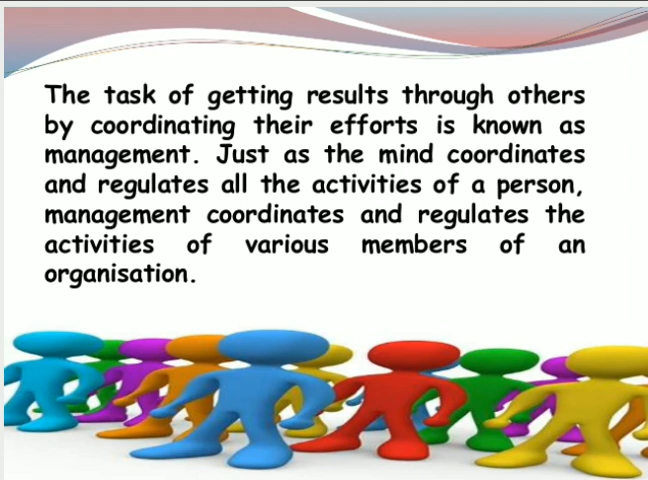 The task of getting results through others
by coordinating their efforts is known as
management. Just as the mind coordinates
and regulates all the activities of a person,
management coordinates and regulates the
activities of various members of an
organisation.